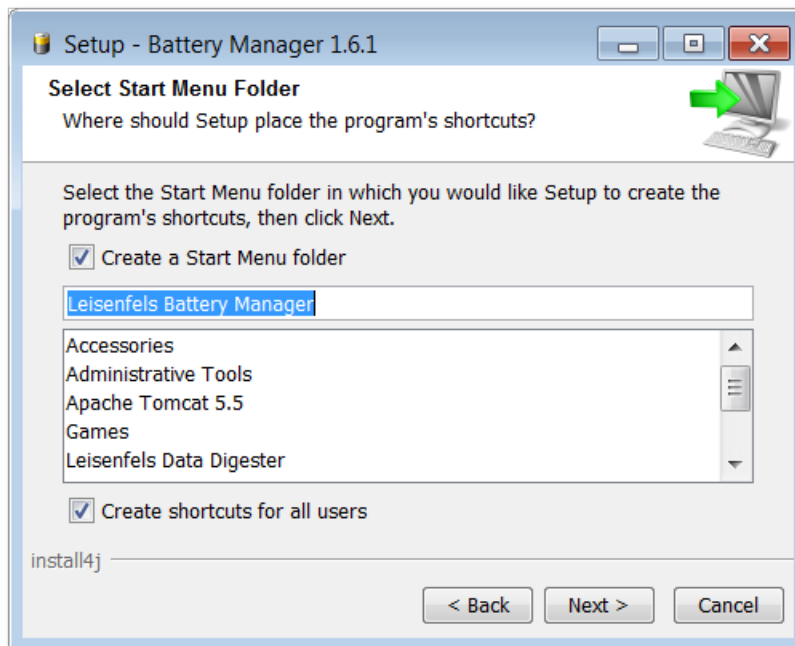 Setup - Battery Manager 1.6.1
Select Start Menu Folder
Where should Setup place the program's shortcuts?
Select the Start Menu folder in which you would like Setup to create the
program's shortcuts, then click Next.
Create a Start Menu folder
Leisenfels Battery Manager
Accessories
Administrative Tools
Apache Tomcat 5.5
Games
Leisenfels Data Digester
Create shortcuts for all users
install4j
< Back Next > Cancel